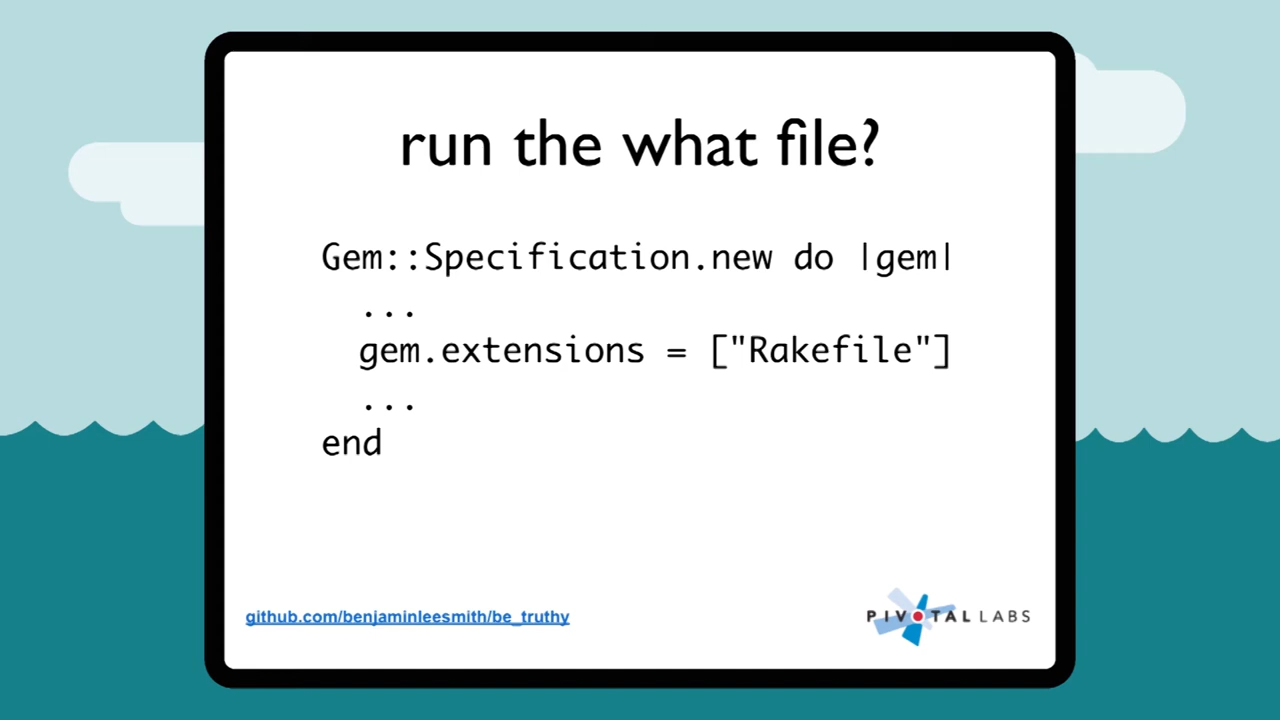 run the what file?
Gem::Specification.new do |gem|
...
gem.extensions = ["Rakefile"]
...
end
github.com/benjaminleesmith/be_truthy
PIVOTAL LABS